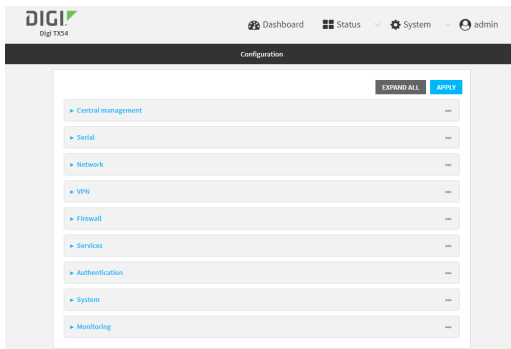 DIGI
Digi TX54
Dashboard Status System admin
Configuration
EXPAND ALL APPLY
Central management
Serial
Network
VPN
Firewall
Services
Authentication
System
Monitoring